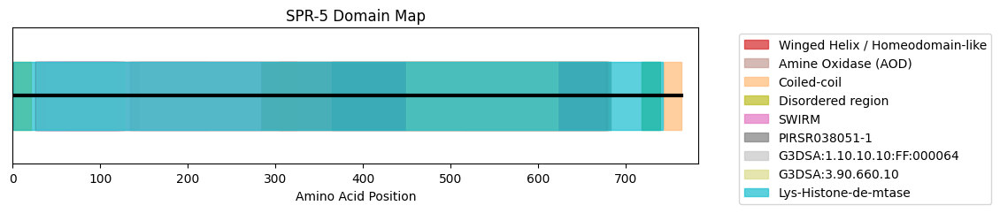 SPR-5 Domain Map
Winged Helix / Homeodomain-like
Amine Oxidase (AOD)
Coiled-coil
Disordered region
SWIRM
PIRSR038051-1
G3DSA:1.10.10.10:FF:000064
G3DSA:3.90.660.10
Lys-Histone-de-mtase
0 100 200 300 400 500 600 700
Amino Acid Position